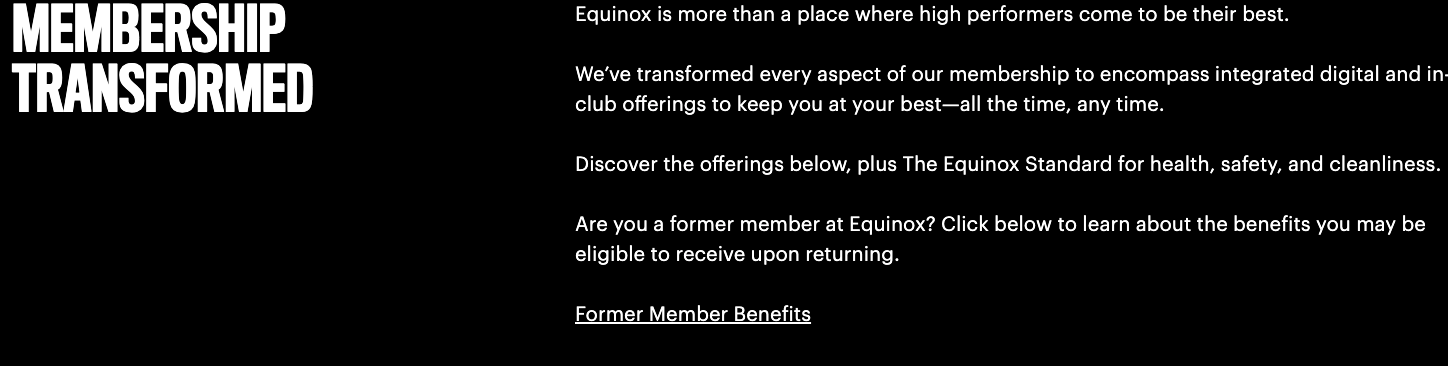 MEMBERSHIP
TRANSFORMED
Equinox is more than a place where high performers come to be their best.
We’ve transformed every aspect of our membership to encompass integrated digital and in-
club offerings to keep you at your best—all the time, any time.
Discover the offerings below, plus The Equinox Standard for health, safety, and cleanliness.
Are you a former member at Equinox? Click below to learn about the benefits you may be
eligible to receive upon returning.
Former Member Benefits